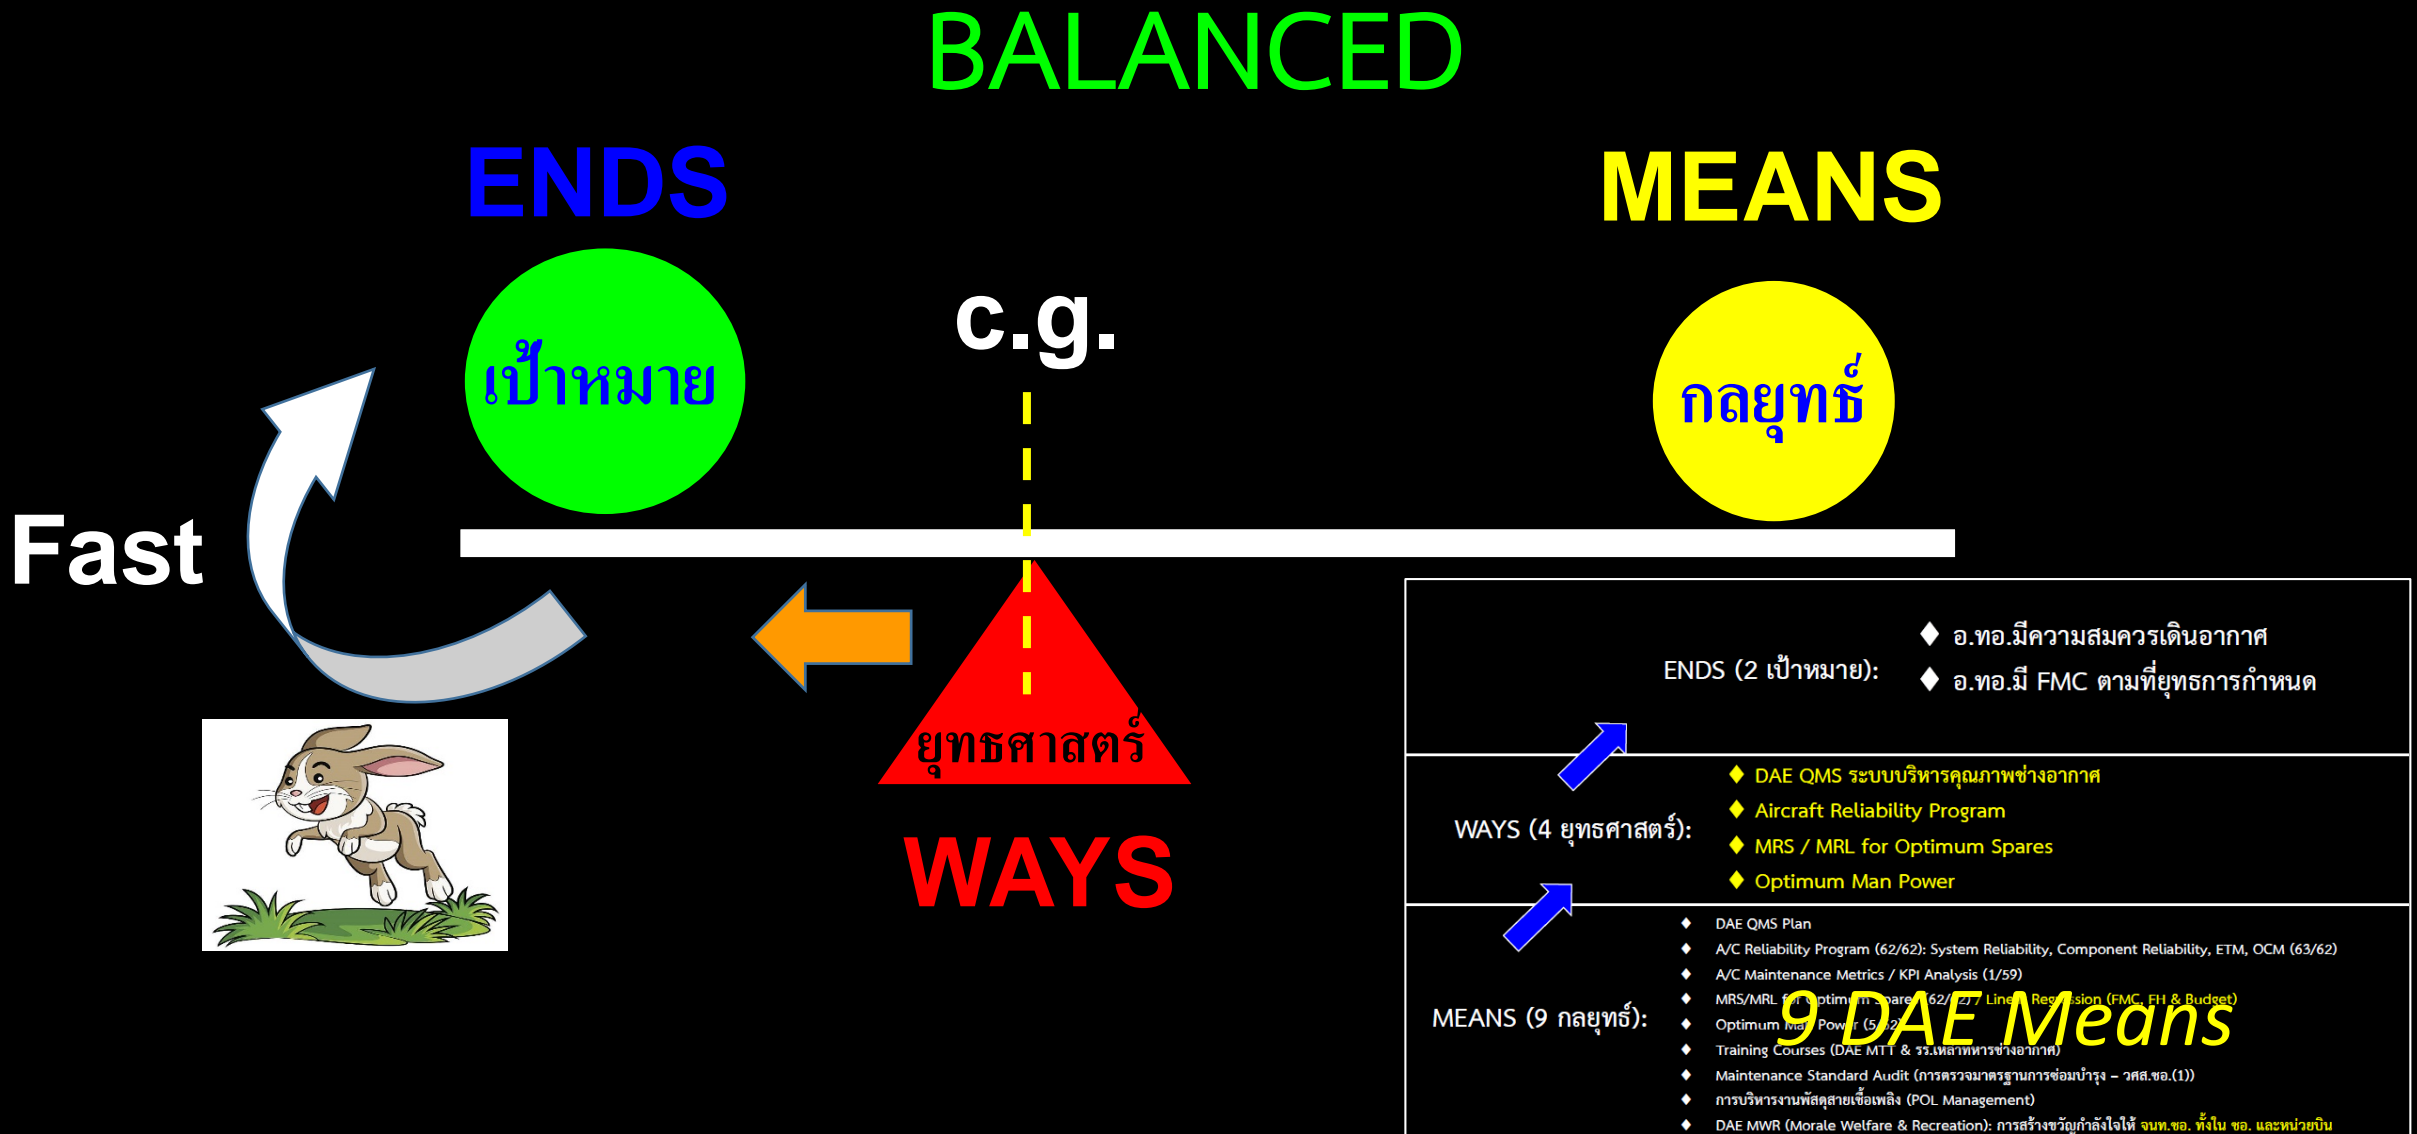 BALANCED
ENDS
MEANS
c.g.
เป้าหมาย
กลยุทธ์
Fast
ยุทธศาสตร์
WAYS
ENDS (2 เป้าหมาย):
♦ อ.ทอ.มีความสมควรเดินอากาศ
♦ อ.ทอ.มี FMC ตามที่ยุทธการกำหนด
WAYS (4 ยุทธศาสตร์):
♦ DAE QMS ระบบบริหารคุณภาพช่างอากาศ
♦ Aircraft Reliability Program
♦ MRS / MRL for Optimum Spares
♦ Optimum Man Power
MEANS (9 กลยุทธ์):
♦ DAE QMS Plan
♦ A/C Reliability Program (62/62): System Reliability, Component Reliability, ETM, OCM (63/62)
♦ A/C Maintenance Metrics / KPI Analysis (1/59)
♦ MRS/MRL for Optimum Spares (62/62) / Linear Regression (FMC, FH & Budget)
♦ Optimum Man Power
♦ Training Courses (DAE MTT & รร.เหล่าทหารช่างอากาศ)
♦ Maintenance Standard Audit (การตรวจมาตรฐานการซ่อมบำรุง – วศส.ชอ.(1))
♦ การบริหารงานพัสดุสายเชื้อเพลิง (POL Management)
♦ DAE MWR (Morale Welfare & Recreation): การสร้างขวัญกำลังใจให้ จนท.ชอ. ทั้งใน ชอ. และหน่วยบิน
9 DAE Means